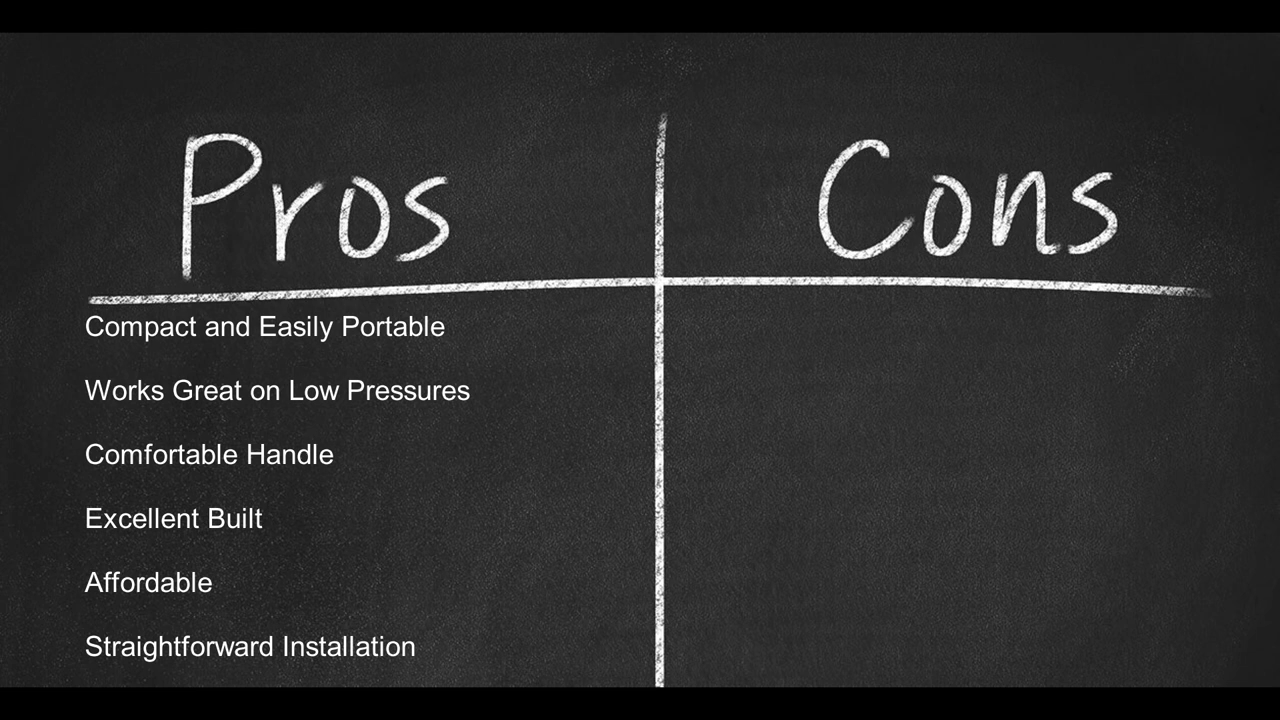 Pros
Cons
Compact and Easily Portable
Works Great on Low Pressures
Comfortable Handle
Excellent Built
Affordable
Straightforward Installation